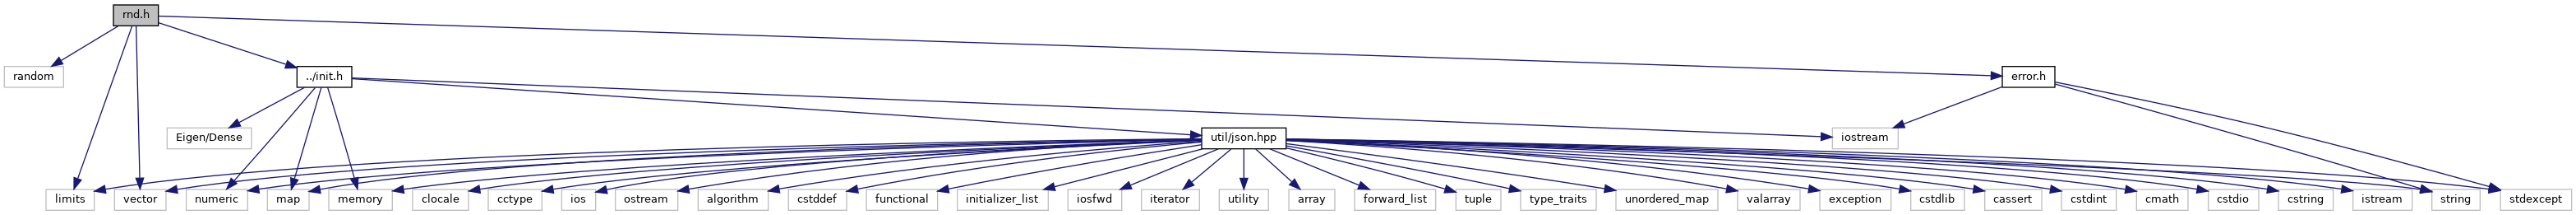 rnd.h
random
../init.h
error.h
Eigen/Dense
util/json.hpp
iostream
limits
vector
numeric
map
memory
clocale
cctype
ios
ostream
algorithm
cstddef
functional
initializer_list
iosfwd
iterator
utility
array
forward_list
tuple
type_traits
unordered_map
valarray
exception
cstdlib
cassert
cstdint
cmath
cstdio
cstring
istream
string
stdexcept